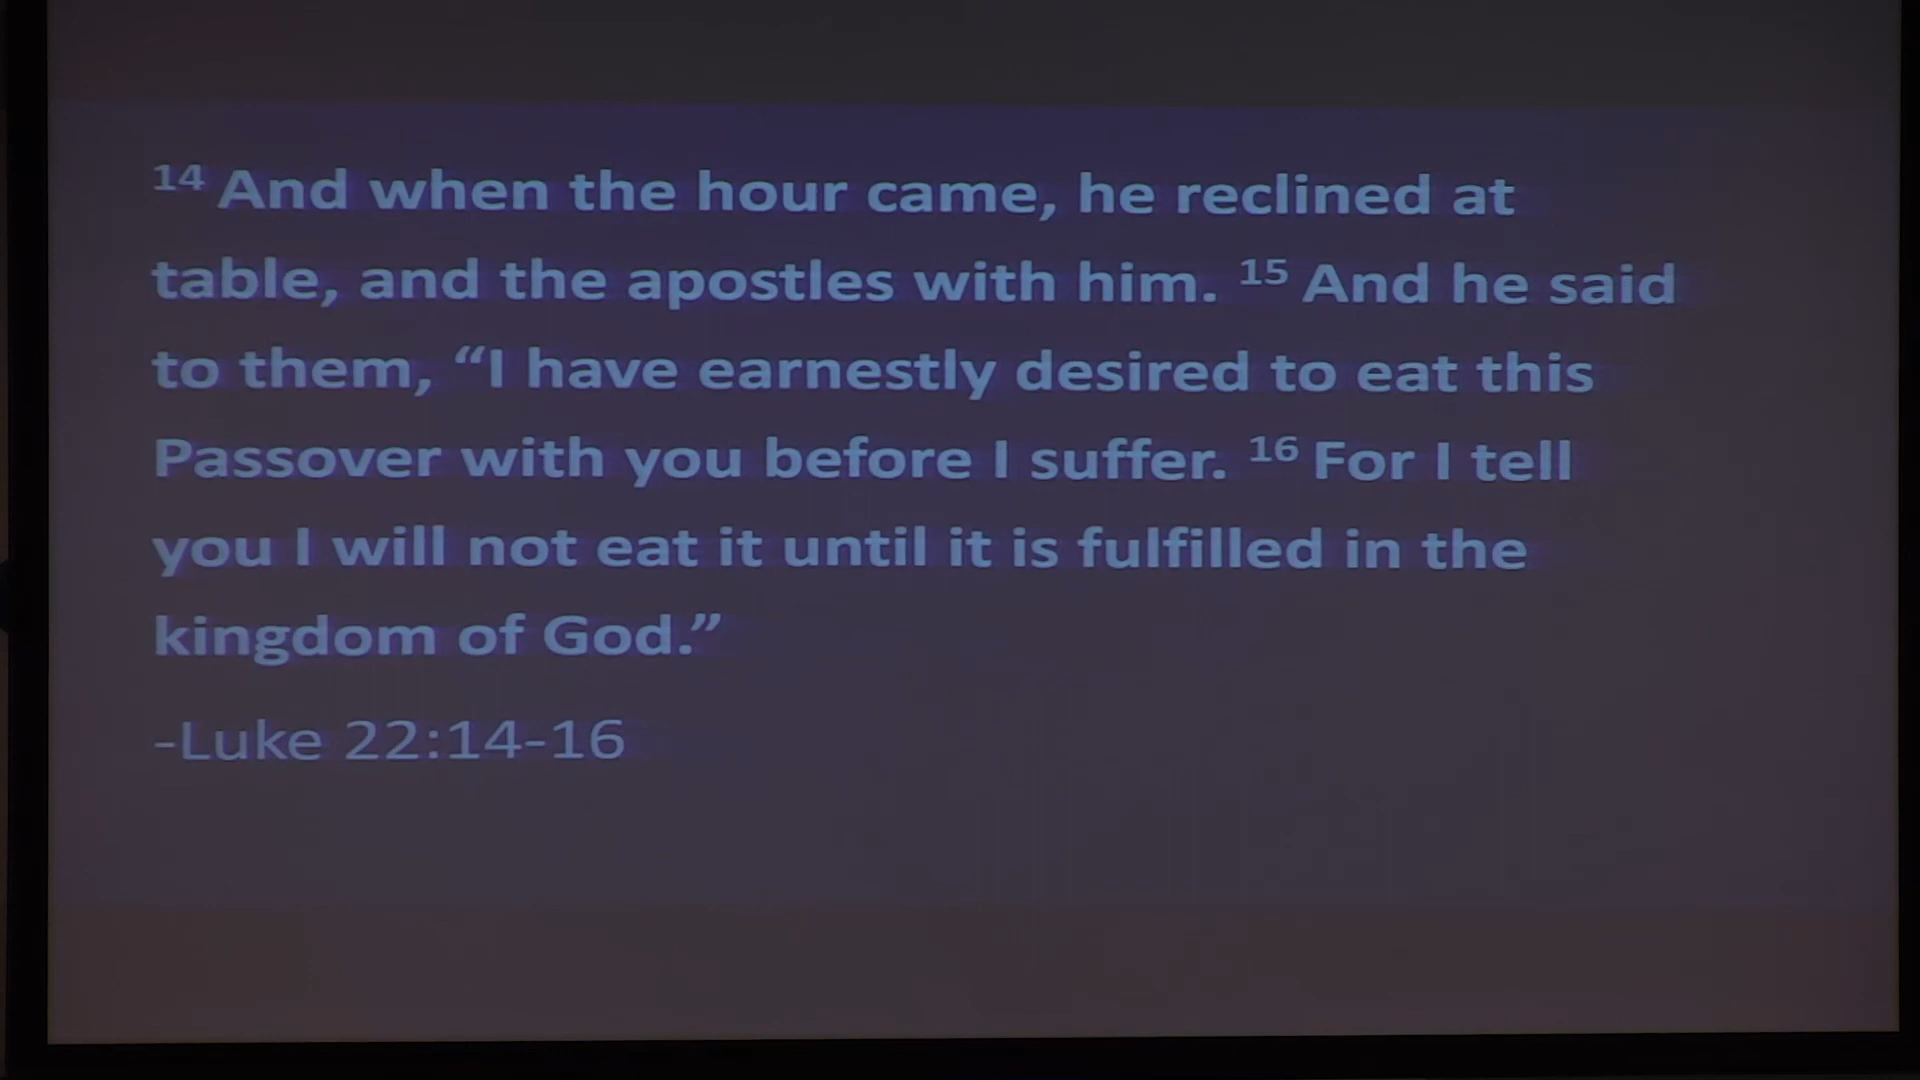 14 And when the hour came, he reclined at
table, and the apostles with him. 15 And he said
to them, “I have earnestly desired to eat this
Passover with you before I suffer. 16 For I tell
you I will not eat it until it is fulfilled in the
kingdom of God.”
-Luke 22:14-16